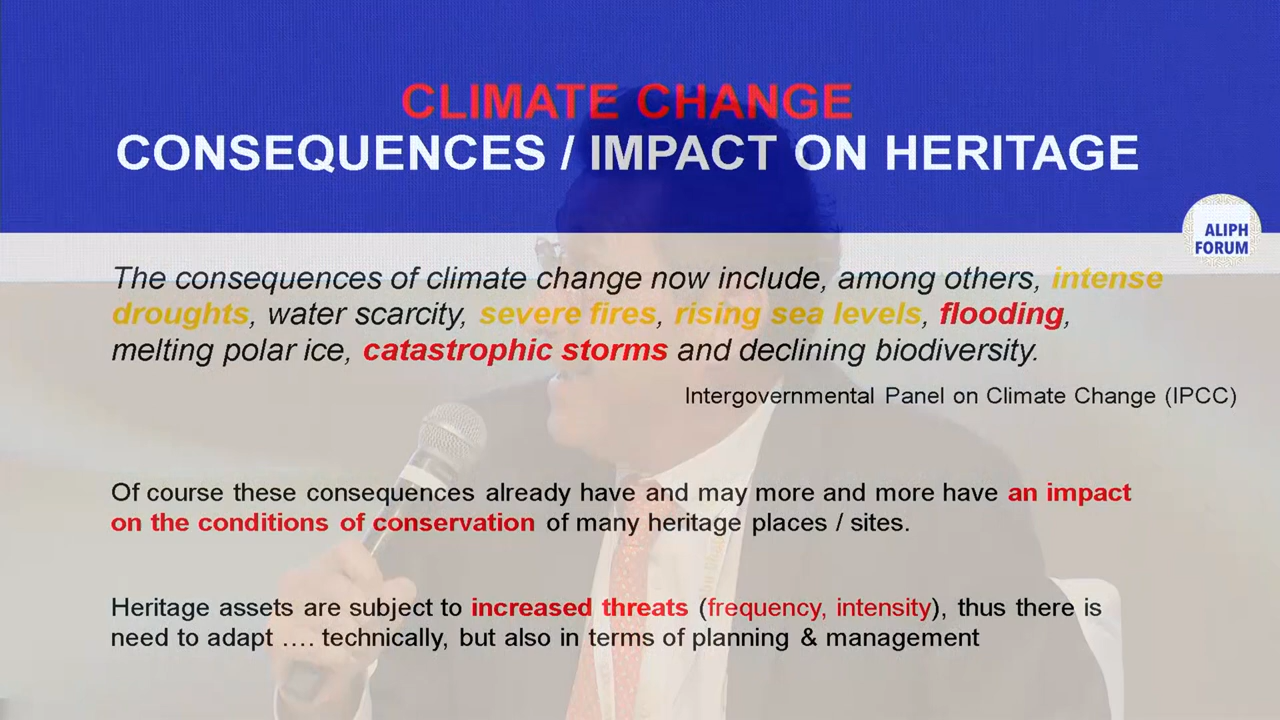 CLIMATE CHANGE
CONSEQUENCES / IMPACT ON HERITAGE
ALIPH
FORUM
The consequences of climate change now include, among others, intense
droughts, water scarcity, severe fires, rising sea levels, flooding,
melting polar ice, catastrophic storms and declining biodiversity.
Intergovernmental Panel on Climate Change (IPCC)
Of course these consequences already have and may more and more have an impact
on the conditions of conservation of many heritage places / sites.
Heritage assets are subject to increased threats (frequency, intensity), thus there is
need to adapt …. technically, but also in terms of planning & management